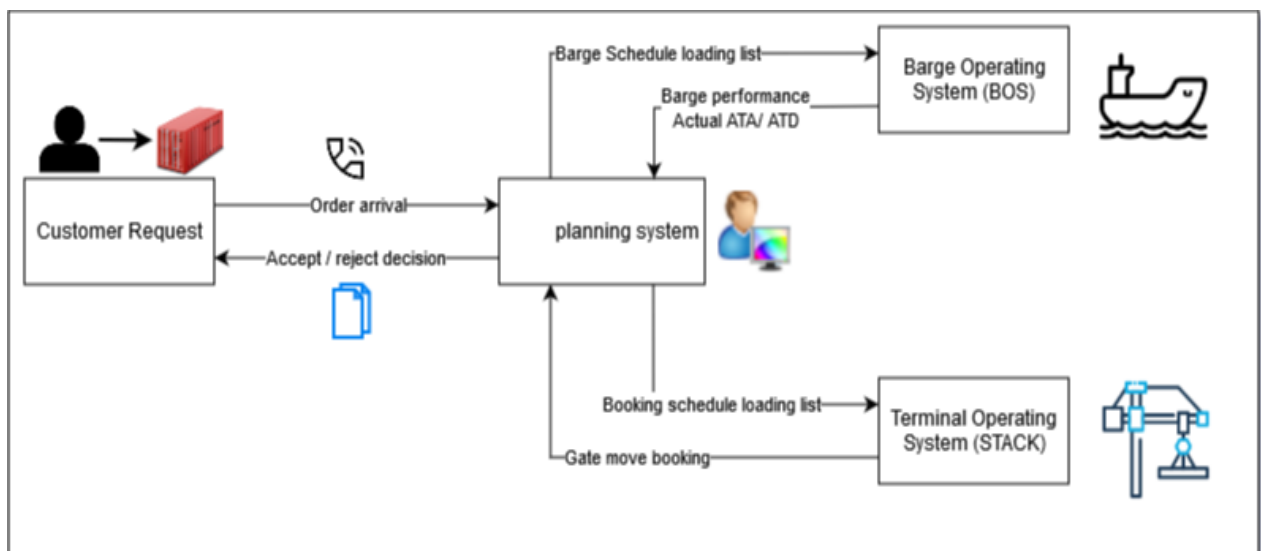 Barge Schedule loading list
Barge Operating
System (BOS)
Barge performance
Actual ATA/ ATD
Customer Request
Order arrival
Accept / reject decision
planning system
Booking schedule loading list
Gate move booking
Terminal Operating
System (STACK)